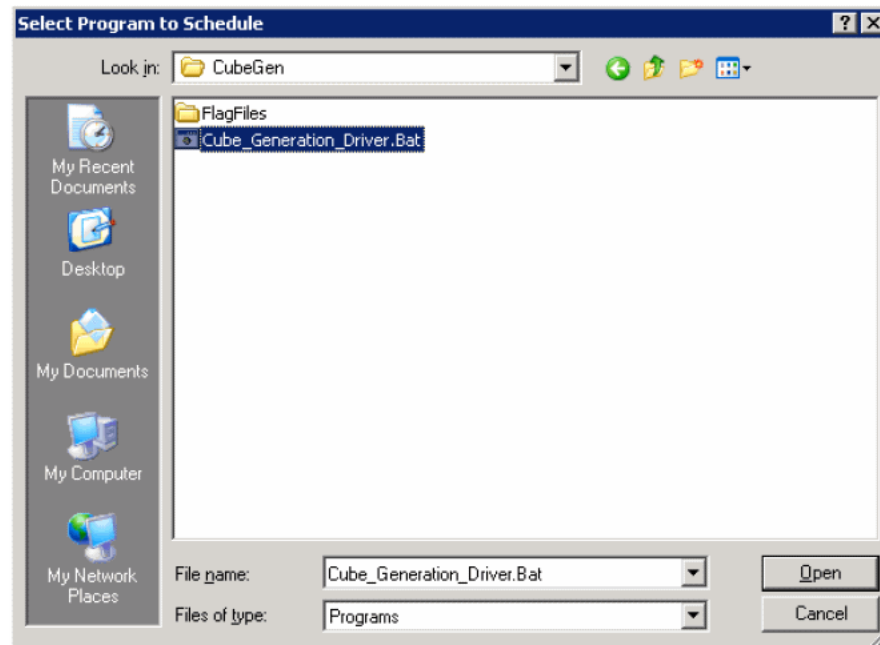 Select Program to Schedule
Look in: CubeGen
FlagFiles
Cube_Generation_Driver.Bat
My Recent
Documents
Desktop
My Documents
My Computer
My Network
Places
File name: Cube_Generation_Driver.Bat Open
Files of type: Programs Cancel